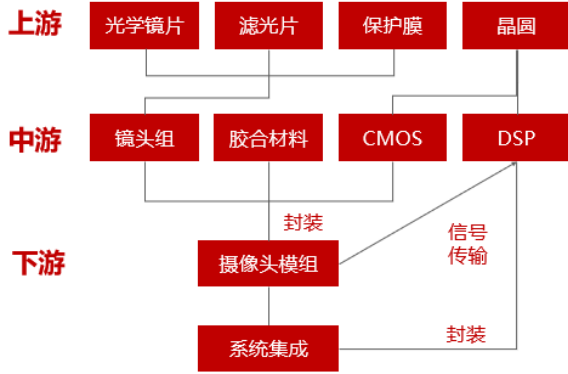 上游
光学镜片
滤光片
保护膜
晶圆
中游
镜头组
胶合材料
CMOS
DSP
封装
信号
传输
下游
摄像头模组
封装
系统集成